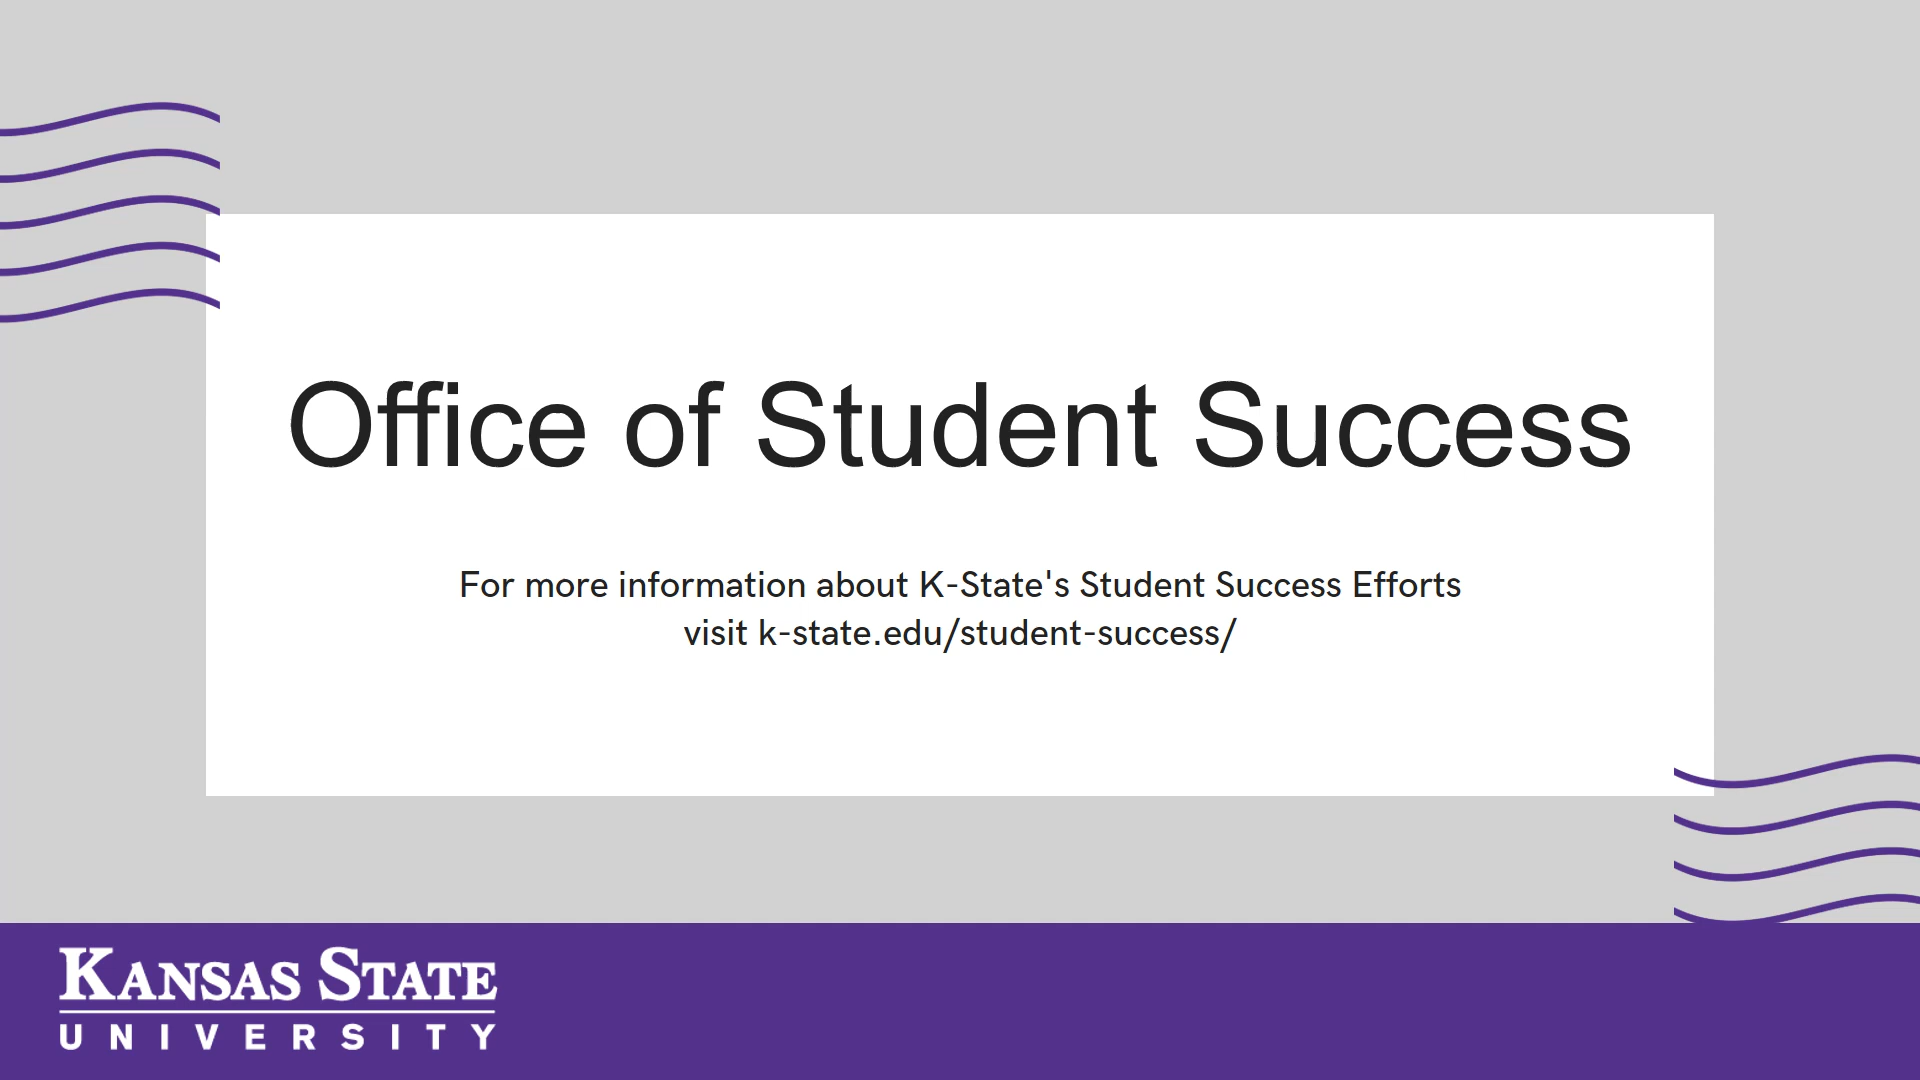 Office of Student Success
For more information about K-State's Student Success Efforts
visit k-state.edu/student-success/
KANSAS STATE
UNIVERSITY